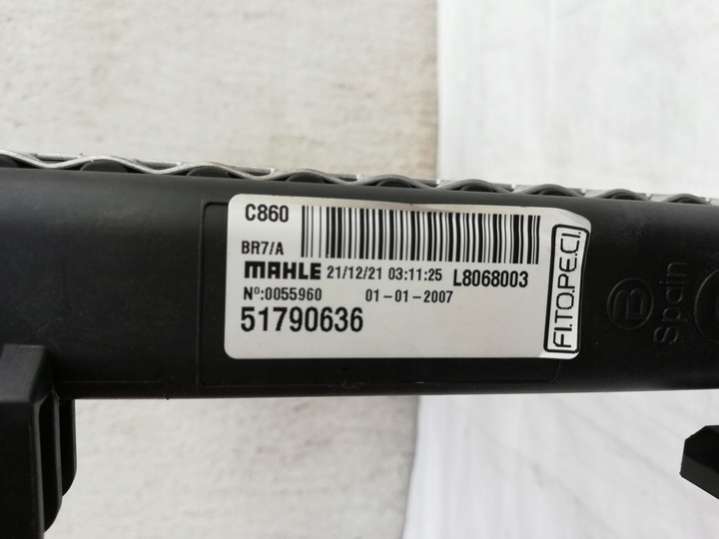 C860
BR7/A
MAHLE 21/12/21 03:11:25 L8068003
Nº:0055960 01-01-2007
51790636
FI.TO.PE.CI.
Spain